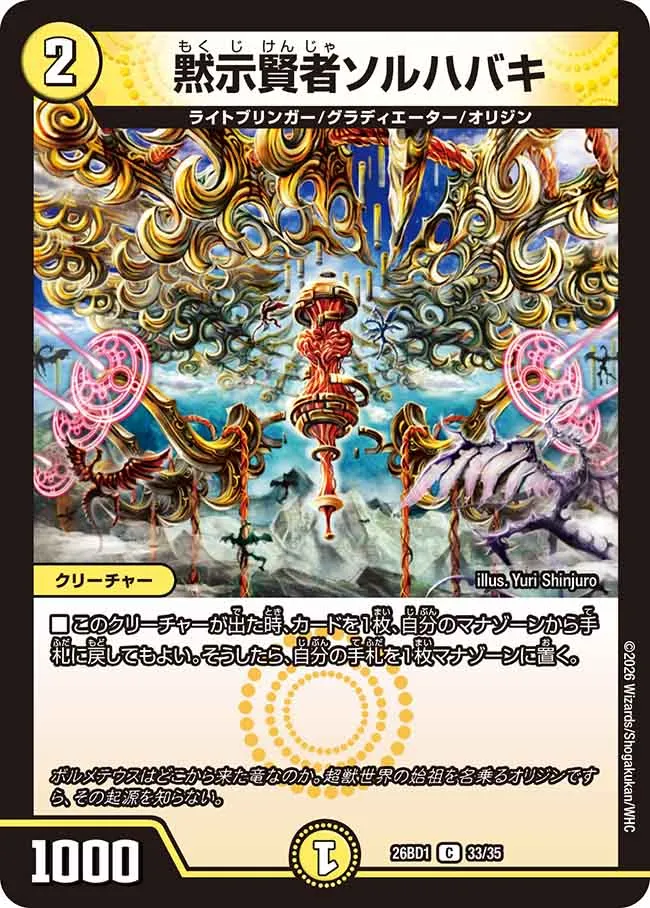 2
もくじけんじゃ
黙示賢者ソルハバキ
ライトブリンガー/グラディエーター/オリジン
クリーチャー
illus. Yuri Shinjuro
■ このクリーチャーが出た時、カードを1枚、自分のマナゾーンから手
札に戻してもよい。そうしたら、自分の手札を1枚マナゾーンに置く。
ボルメテウスはどこから来た竜なのか。超獣世界の始祖を名乗るオリジンです
ら、その起源を知らない。
©2026 Wizards/Shogakukan/WHC
1000
1
26BD1 C 33/35